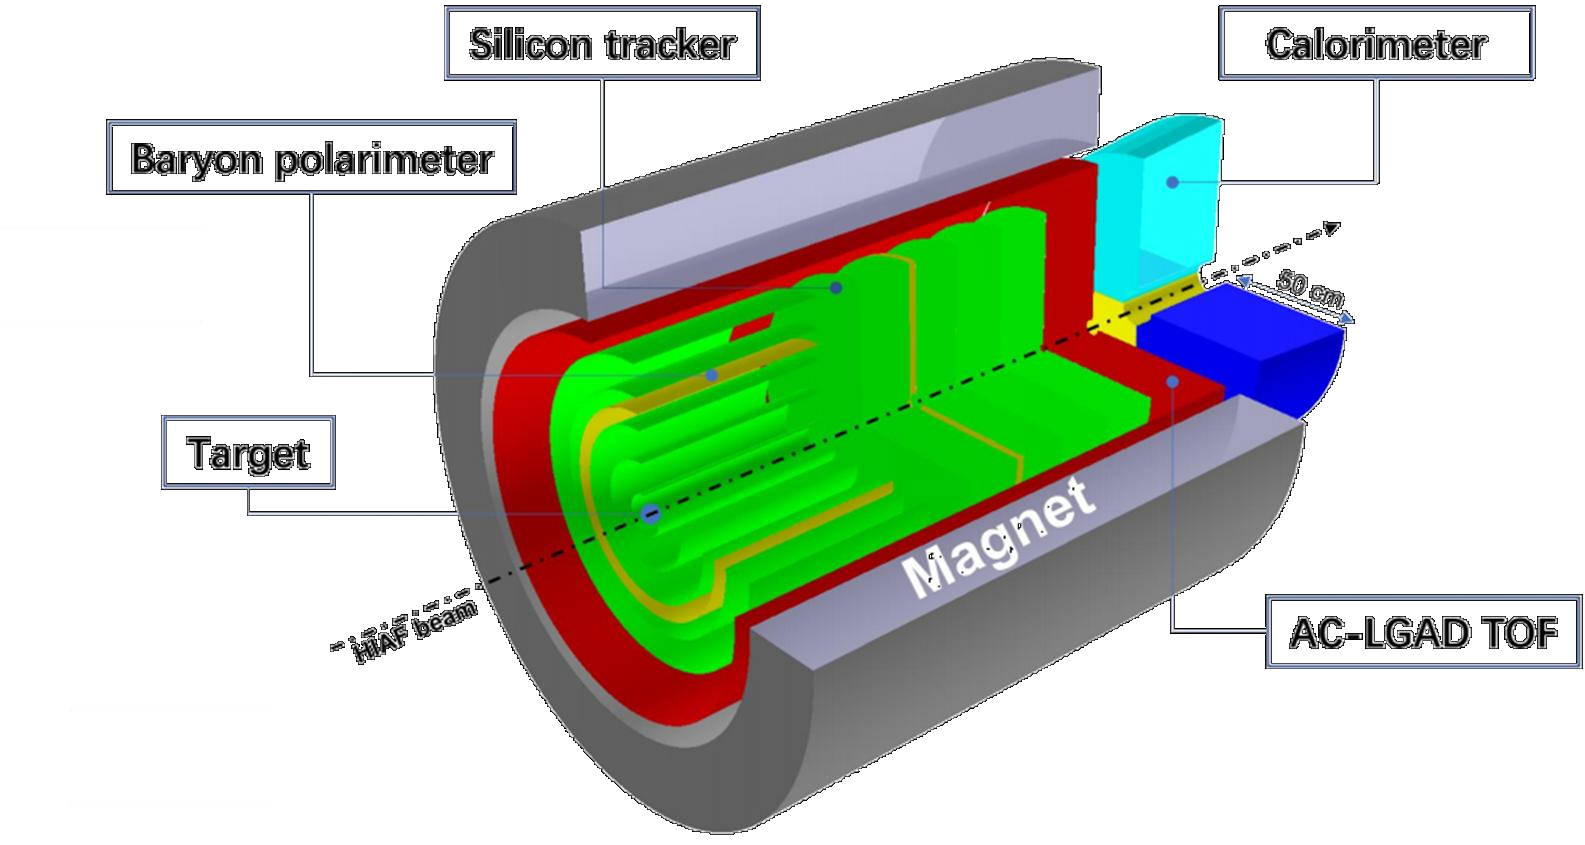 Silicon tracker
Calorimeter
Baryon polarimeter
50 cm
Target
Magnet
HIAF beam
AC-LGAD TOF